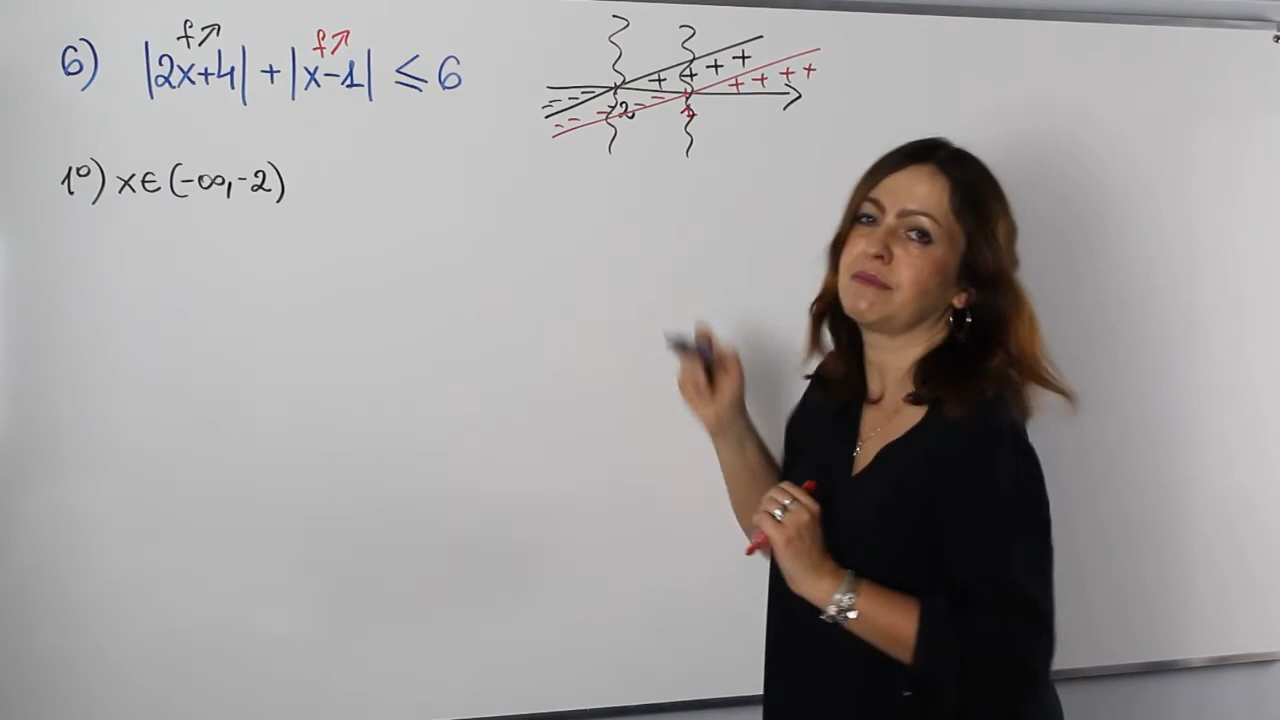 f↗ f↗
6) |2x+4| + |x-1| ≤ 6
+ + + +
+ + + +
- - - -2 - - 1
- - -
1°) x∈(-∞,-2)